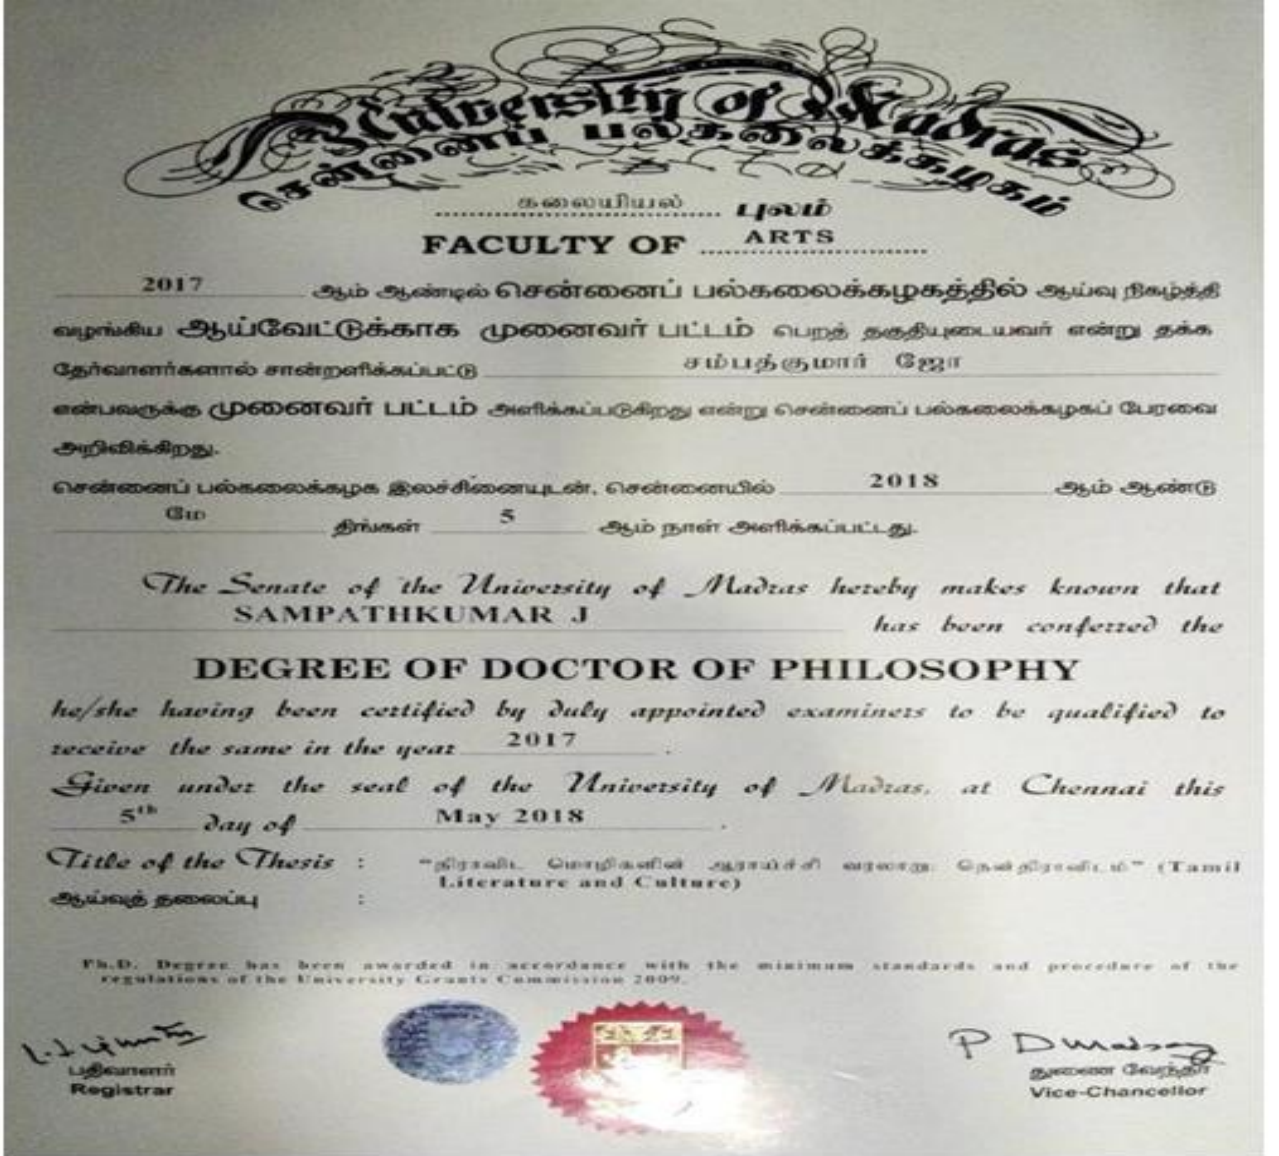 University of Madras
சென்னைப் பல்கலைக்கழகம்
கலையியல் புலம்
FACULTY OF ARTS
2017 ஆம் ஆண்டில் சென்னைப் பல்கலைக்கழகத்தில் ஆய்வு நிகழ்த்தி
வழங்கிய ஆய்வேட்டுக்காக முனைவர் பட்டம் பெறத் தகுதியுடையவர் என்று தக்க
தேர்வாளர்களால் சான்றளிக்கப்பட்டு சம்பத்குமார் ஜோ
என்பவருக்கு முனைவர் பட்டம் அளிக்கப்படுகிறது என்று சென்னைப் பல்கலைக்கழகப் பேரவை
அறிவிக்கிறது.
சென்னைப் பல்கலைக்கழக இலச்சினையுடன், சென்னையில் 2018 ஆம் ஆண்டு
மே திங்கள் 5 ஆம் நாள் அளிக்கப்பட்டது.
The Senate of the University of Madras hereby makes known that
SAMPATHKUMAR J has been conferred the
DEGREE OF DOCTOR OF PHILOSOPHY
he/she having been certified by duly appointed examiners to be qualified to
receive the same in the year 2017.
Given under the seal of the University of Madras, at Chennai this
5th day of May 2018.
Title of the Thesis : "திராவிட மொழிகளின் ஆராய்ச்சி வரலாறு: தென்திராவிடம்" (Tamil
Literature and Culture)
ஆய்வுத் தலைப்பு :
Ph.D. Degree has been awarded in accordance with the minimum standards and procedure of the
regulations of the University Grants Commission 2009.
பதிவாளர்
Registrar
துணை வேந்தர்
Vice-Chancellor